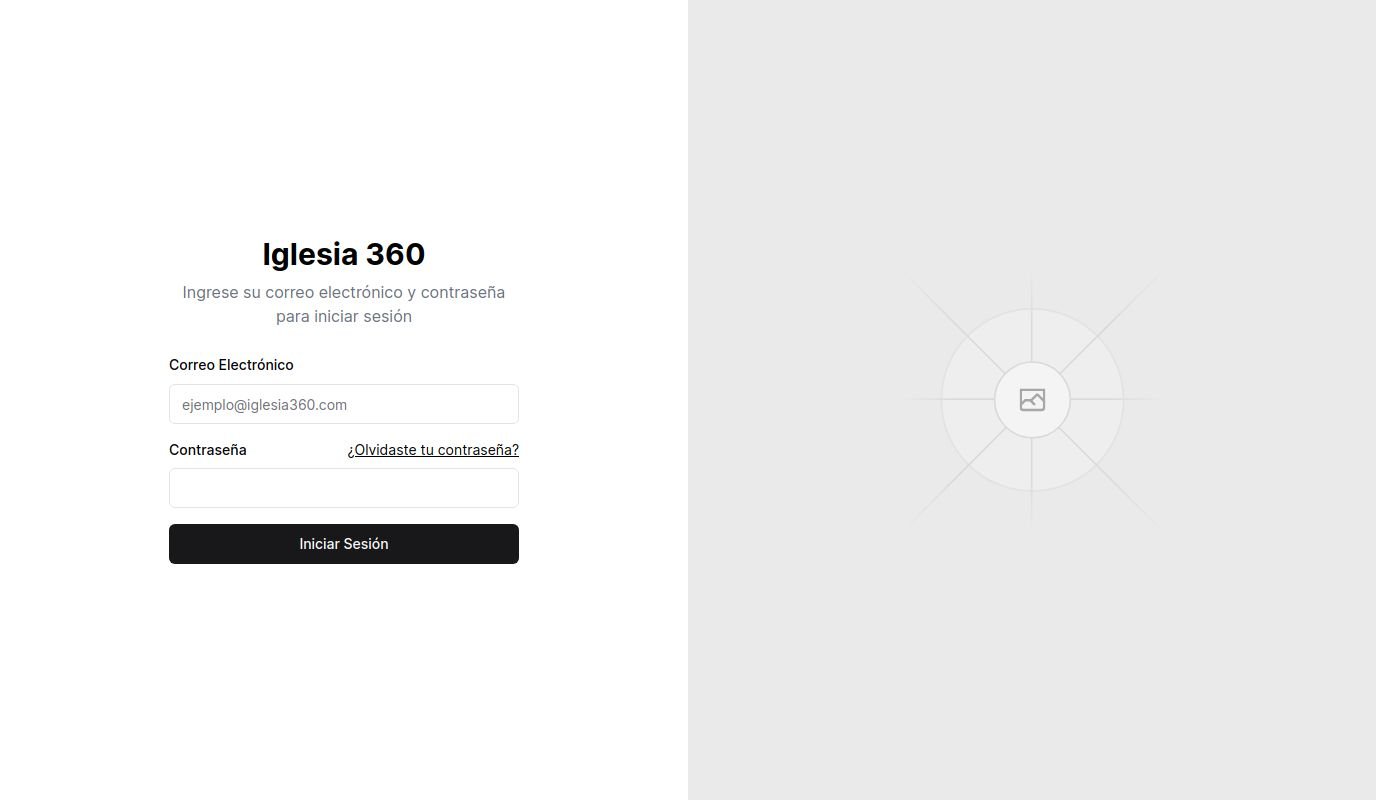 Iglesia 360
Ingrese su correo electrónico y contraseña
para iniciar sesión
Correo Electrónico
ejemplo@iglesia360.com
Contraseña
¿Olvidaste tu contraseña?
Iniciar Sesión